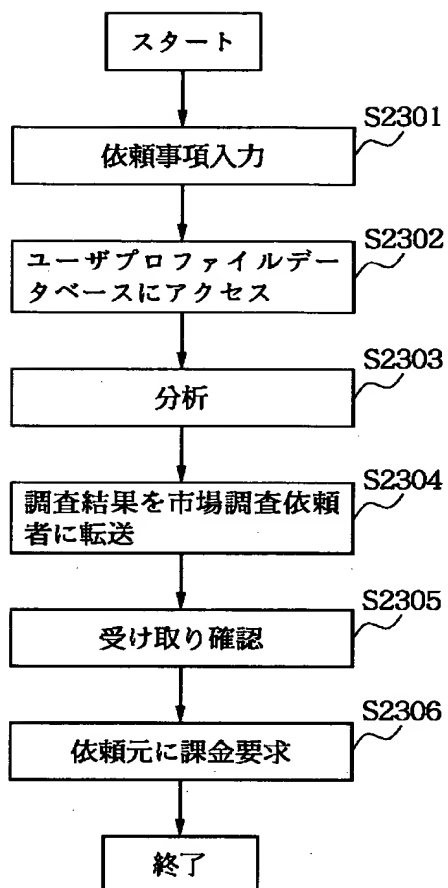 スタート
S2301
依頼事項入力
S2302
ユーザプロファイルデー
タベースにアクセス
S2303
分析
S2304
調査結果を市場調査依頼
者に転送
S2305
受け取り確認
S2306
依頼元に課金要求
終了